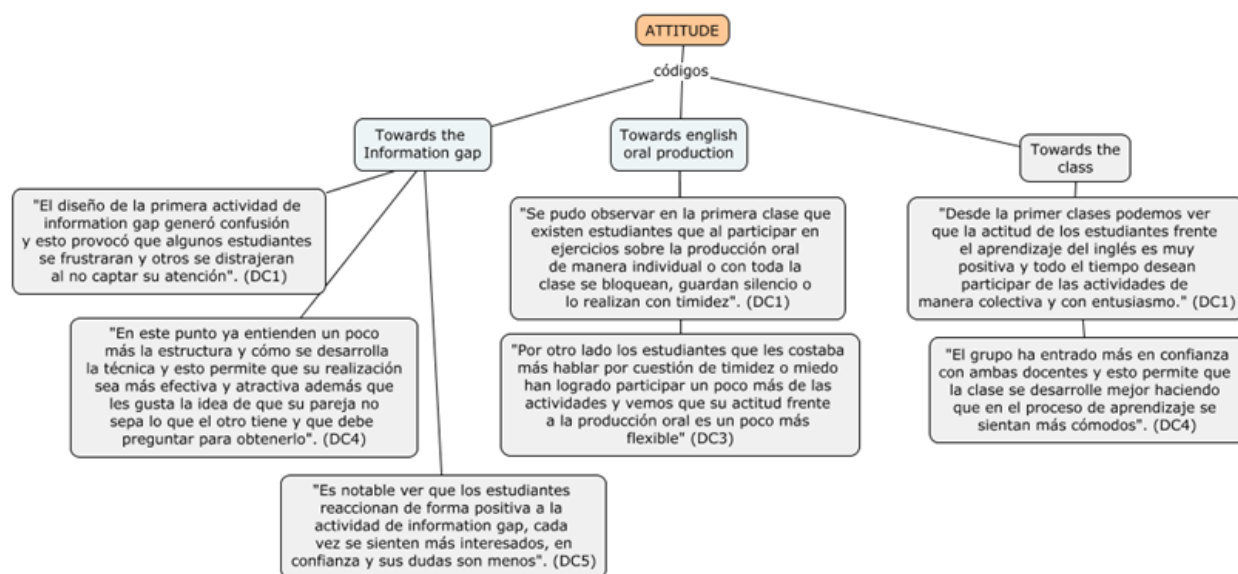 ATTITUDE
códigos
Towards the
Information gap
"El diseño de la primera actividad de
information gap generó confusión
y esto provocó que algunos estudiantes
se frustraran y otros se distrajeran
al no captar su atención". (DC1)
"En este punto ya entienden un poco
más la estructura y cómo se desarrolla
la técnica y esto permite que su realización
sea más efectiva y atractiva además que
les gusta la idea de que su pareja no
sepa lo que el otro tiene y que debe
preguntar para obtenerlo". (DC4)
"Es notable ver que los estudiantes
reaccionan de forma positiva a la
actividad de information gap, cada
vez se sienten más interesados, en
confianza y sus dudas son menos". (DC5)
Towards english
oral production
"Se pudo observar en la primera clase que
existen estudiantes que al participar en
ejercicios sobre la producción oral
de manera individual o con toda la
clase se bloquean, guardan silencio o
lo realizan con timidez". (DC1)
"Por otro lado los estudiantes que les costaba
más hablar por cuestión de timidez o miedo
han logrado participar un poco más de las
actividades y vemos que su actitud frente
a la producción oral es un poco más
flexible" (DC3)
Towards the
class
"Desde la primer clases podemos ver
que la actitud de los estudiantes frente
el aprendizaje del inglés es muy
positiva y todo el tiempo desean
participar de las actividades de
manera colectiva y con entusiasmo." (DC1)
"El grupo ha entrado más en confianza
con ambas docentes y esto permite que
la clase se desarrolle mejor haciendo
que en el proceso de aprendizaje se
sientan más cómodos". (DC4)